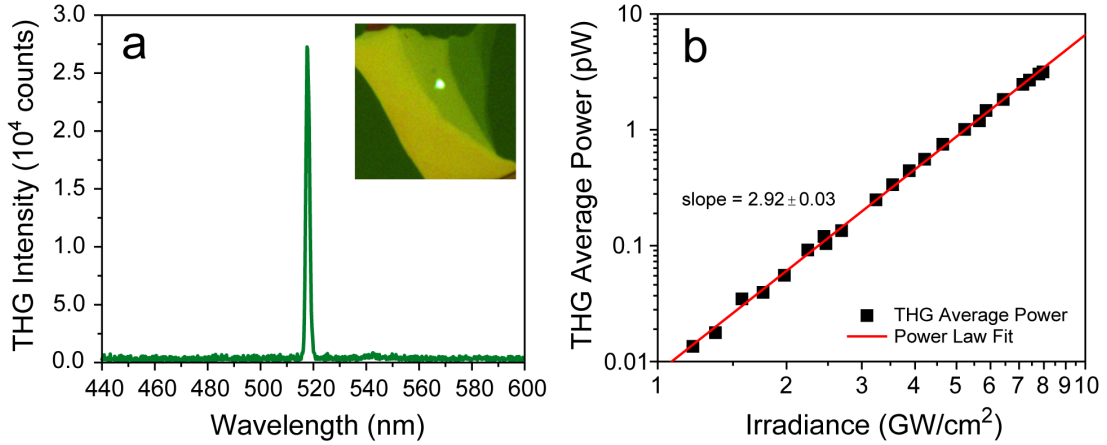 a
THG Intensity (10⁴ counts)
3.0
2.5
2.0
1.5
1.0
5.0
0.0
440 460 480 500 520 540 560 580 600
Wavelength (nm)
b
THG Average Power (pW)
10
1
0.1
0.01
slope = 2.92 ± 0.03
THG Average Power
Power Law Fit
1 2 3 4 5 6 7 8 9 10
Irradiance (GW/cm²)